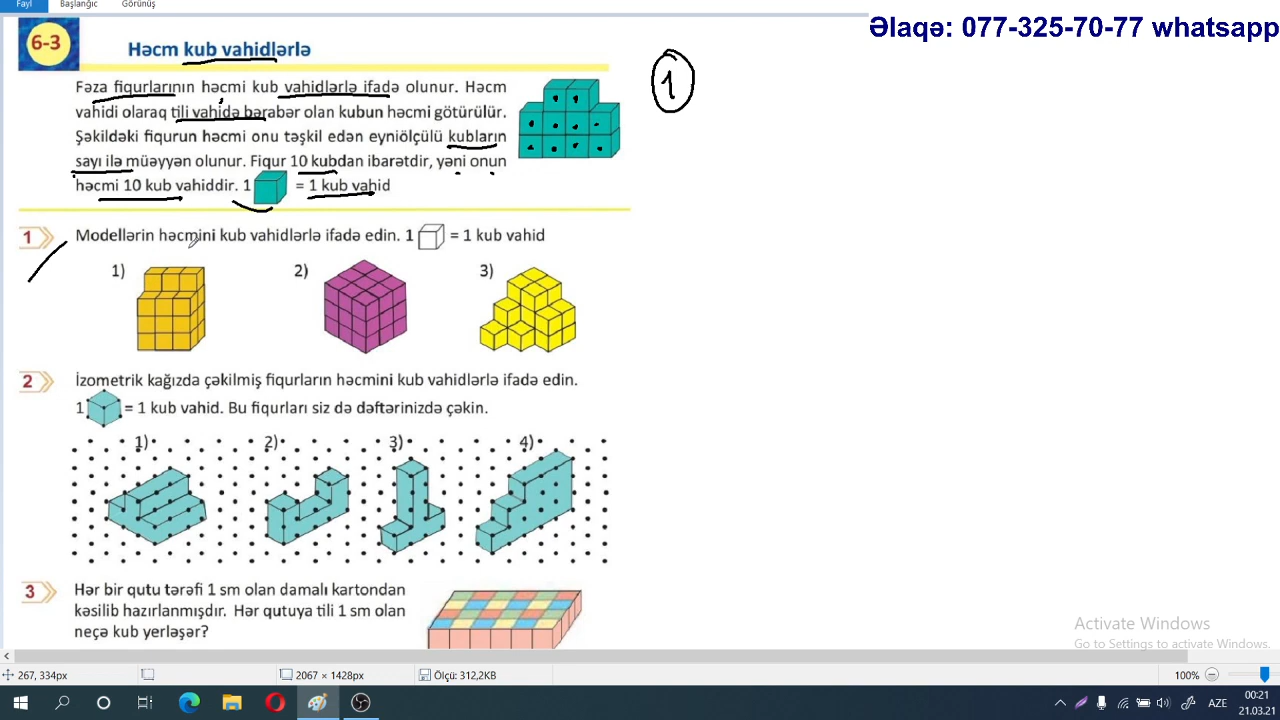 Fayl Başlanğıc Görünüş
Əlaqə: 077-325-70-77 whatsapp
6-3
Həcm kub vahidlərlə
1
Fəza fiqurlarının həcmi kub vahidlərlə ifadə olunur. Həcm
vahidi olaraq tili vahidə bərabər olan kubun həcmi götürülür.
Şəkildəki fiqurun həcmi onu təşkil edən eyniölçülü kubların
sayı ilə müəyyən olunur. Fiqur 10 kubdan ibarətdir, yəni onun
həcmi 10 kub vahiddir. 1 = 1 kub vahid
1 Modellərin həcmini kub vahidlərlə ifadə edin. 1 = 1 kub vahid
1) 2) 3)
2 İzometrik kağızda çəkilmiş fiqurların həcmini kub vahidlərlə ifadə edin.
1 = 1 kub vahid. Bu fiqurları siz də dəftərinizdə çəkin.
1) 2) 3) 4)
3 Hər bir qutu tərəfi 1 sm olan damalı kartondan
kəsilib hazırlanmışdır. Hər qutuya tili 1 sm olan
neçə kub yerləşər?
Activate Windows
Go to Settings to activate Windows.
267, 334px 2067 × 1428px Ölçü: 312,2KB 100%
AZE 00:21
21.03.21